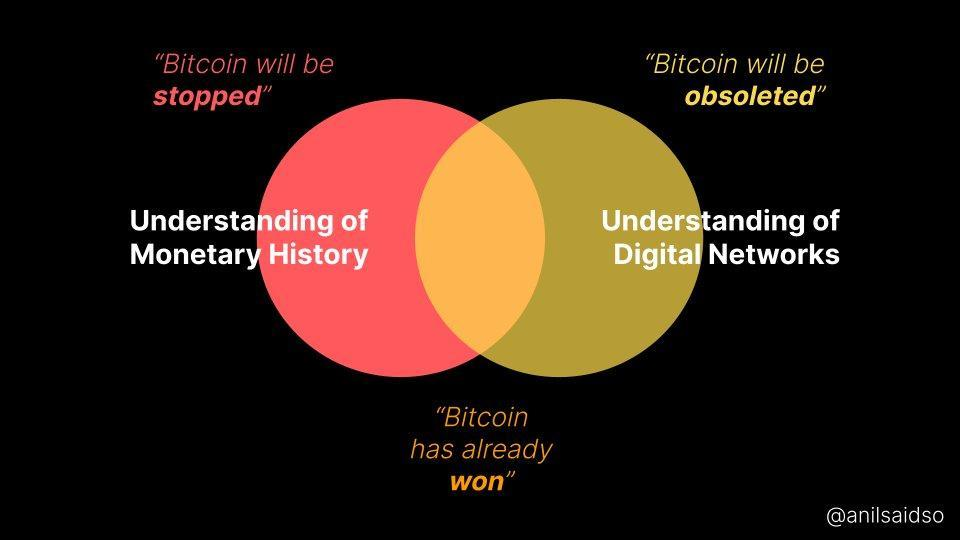 “Bitcoin will be
stopped”
“Bitcoin will be
obsoleted”
Understanding of
Monetary History
Understanding of
Digital Networks
“Bitcoin
has already
won”
@anilsaidso